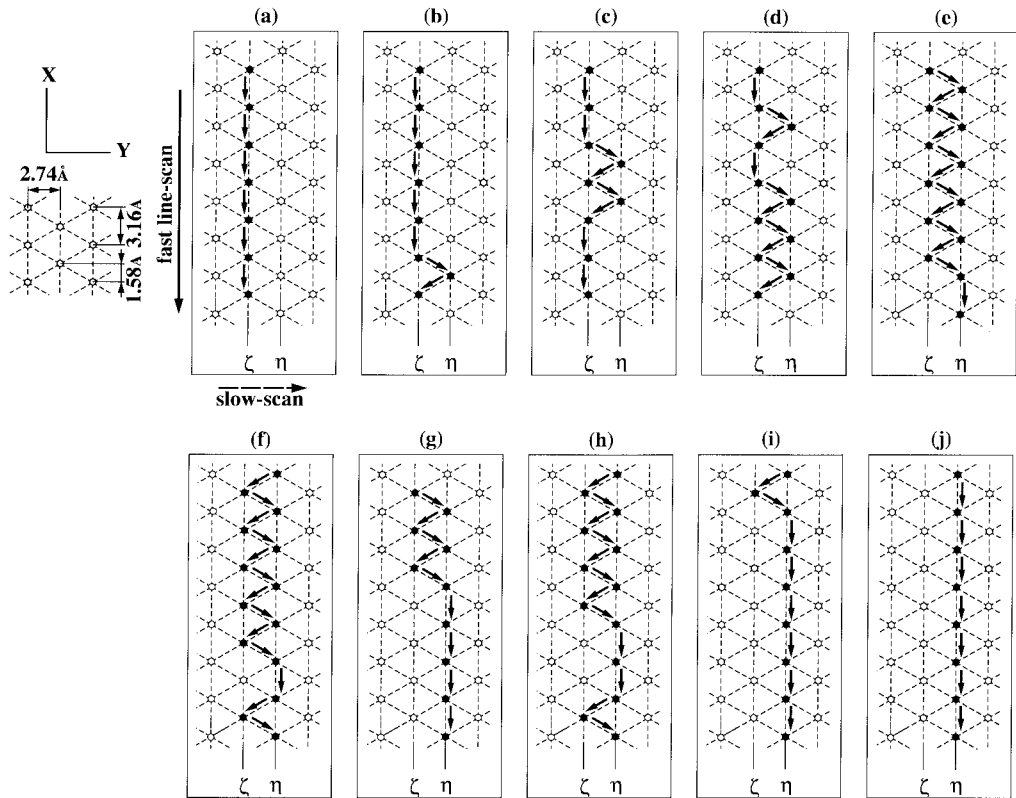 (a) (b) (c) (d) (e)
X
Y
2.74Å
3.16Å
1.58Å
fast line-scan
ζ η ζ η ζ η ζ η ζ η
slow-scan
(f) (g) (h) (i) (j)
ζ η ζ η ζ η ζ η ζ η